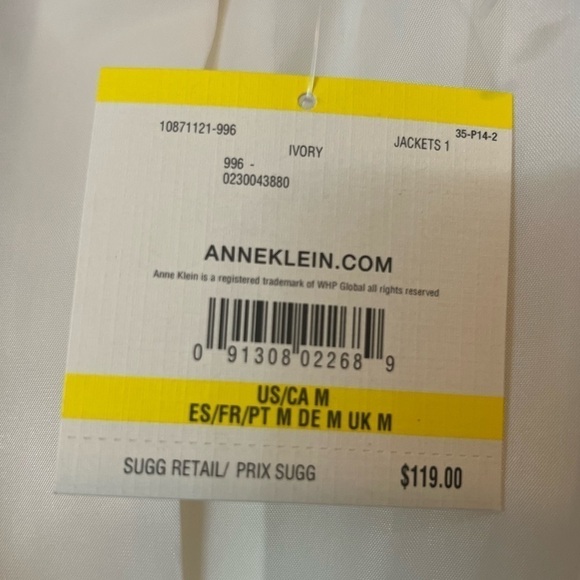 35-P14-2
10871121-996
JACKETS 1
IVORY
996 -
0230043880
ANNEKLEIN.COM
Anne Klein is a registered trademark of WHP Global all rights reserved
0 91308 02268 9
US/CA M
ES/FR/PT M DE M UK M
SUGG RETAIL/ PRIX SUGG $119.00